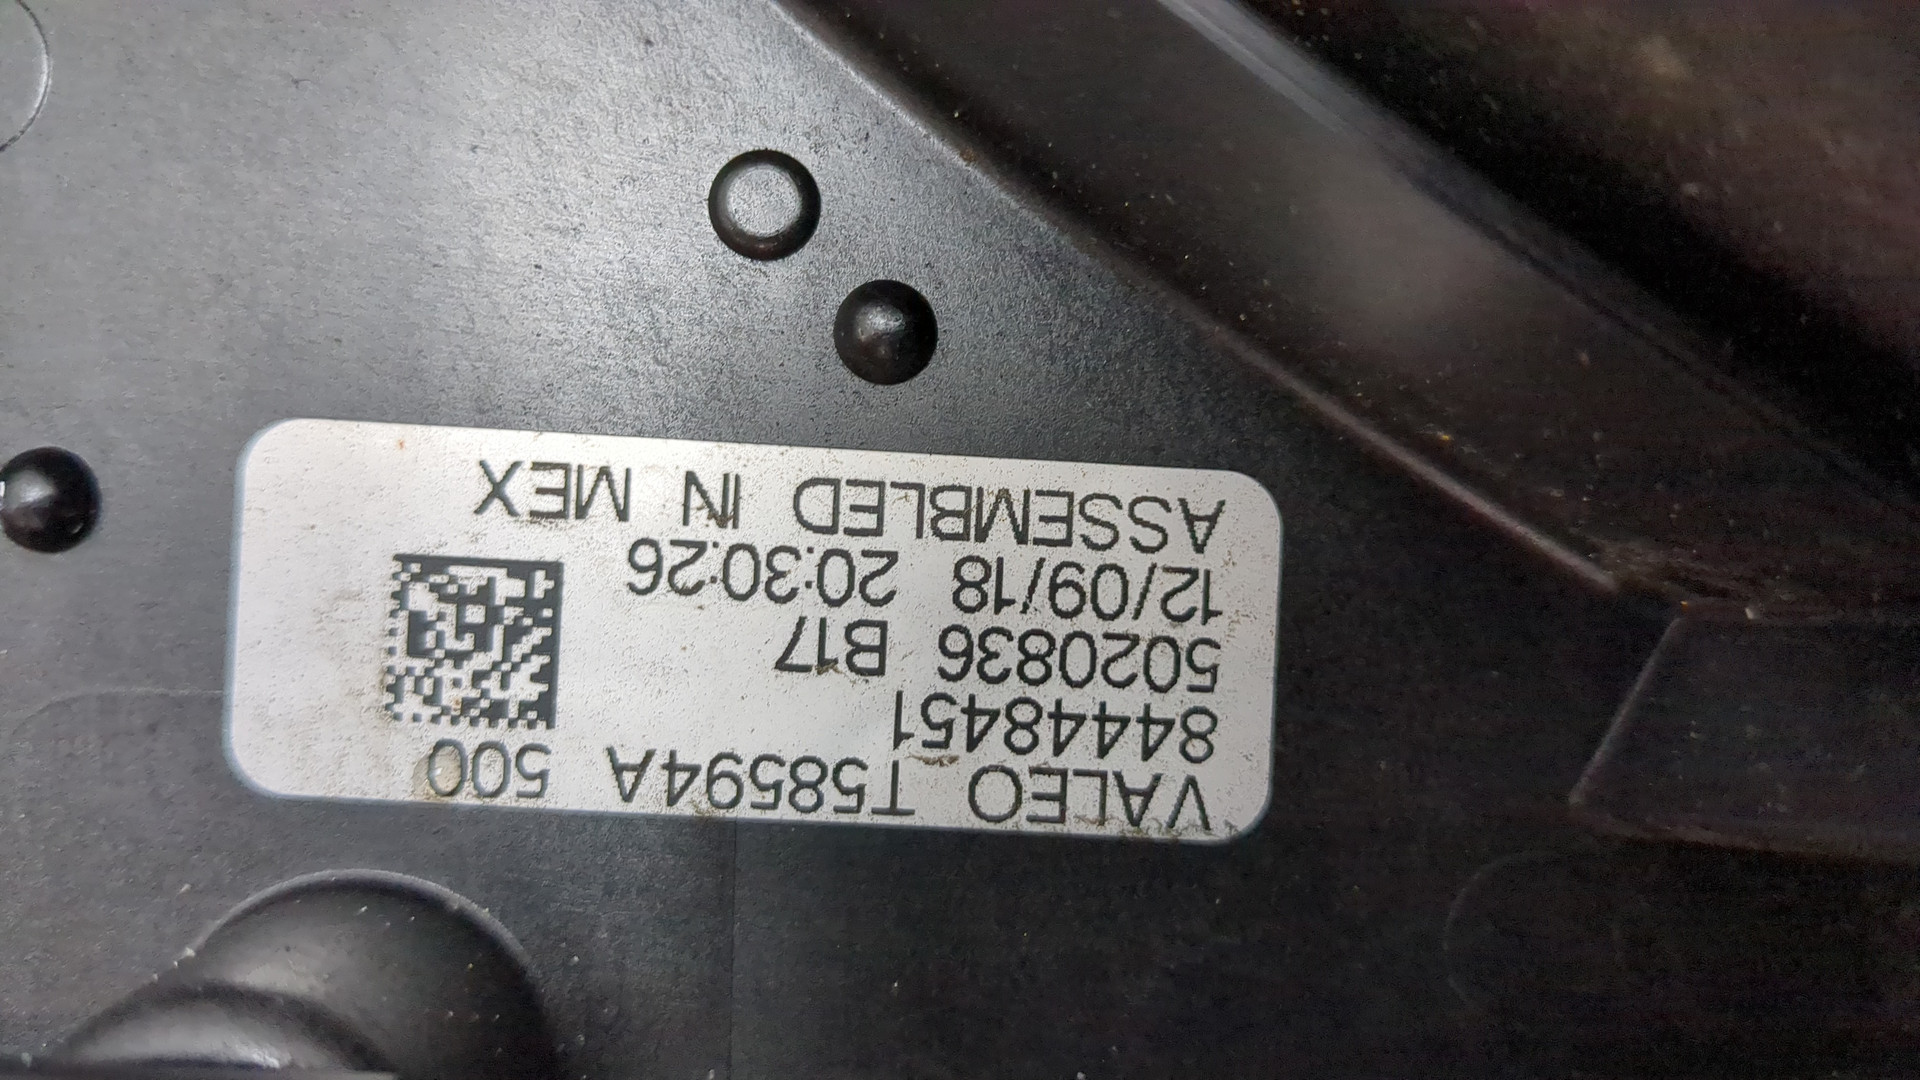 VALEO T58594A 500
84448451
5020836 B17
12/09/18 20:30:26
ASSEMBLED IN MEX